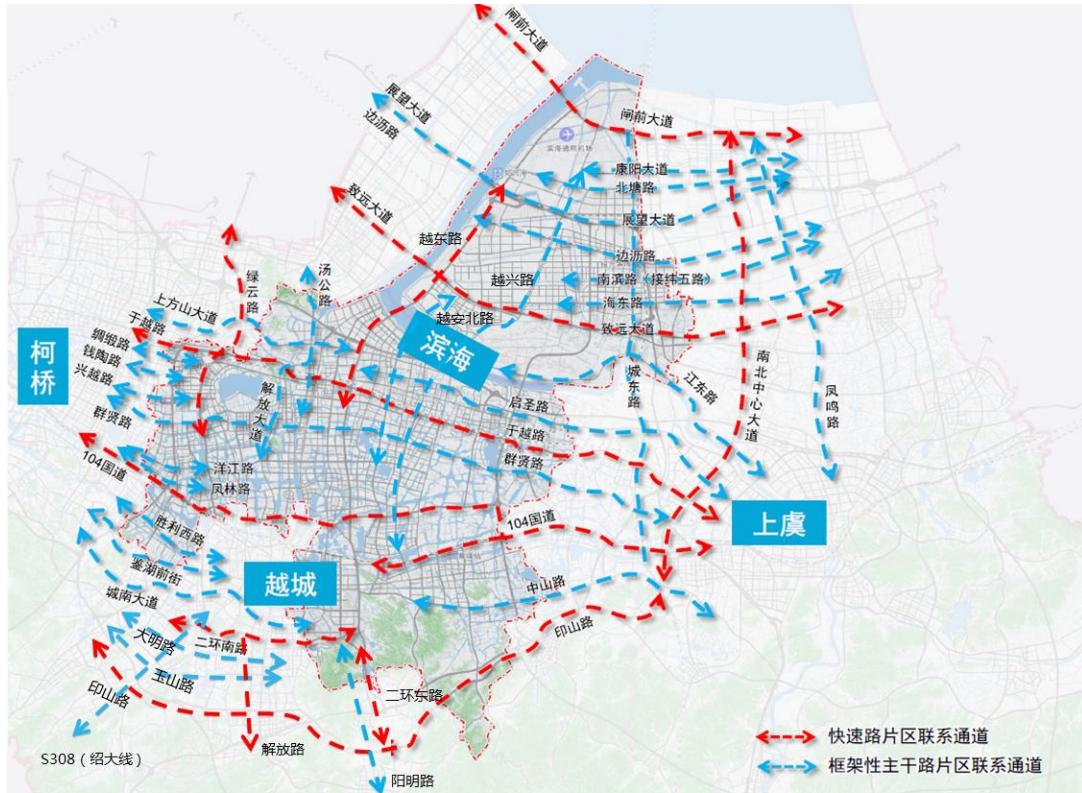 闸前大道
展望大道
边沥路
闸前大道
滨海通航机场
康阳大道
北塘路
致远大道
展望大道
越东路
边沥路
绿云路
汤公路
越兴路
南滨路（接纬五路）
上方山大道
海东路
于越路
越安北路
致远大道
绸缎路
柯桥
钱陶路
滨海
兴越路
解放大道
城东路
江东路
南北中心大道
凤鸣路
启圣路
群贤路
于越路
104国道
洋江路
群贤路
凤林路
上虞
胜利西路
104国道
鉴湖前街
越城
中山路
城南大道
印山路
大明路
二环南路
玉山路
印山路
二环东路
解放路
快速路片区联系通道
S308（绍大线）
框架性主干路片区联系通道
阳明路